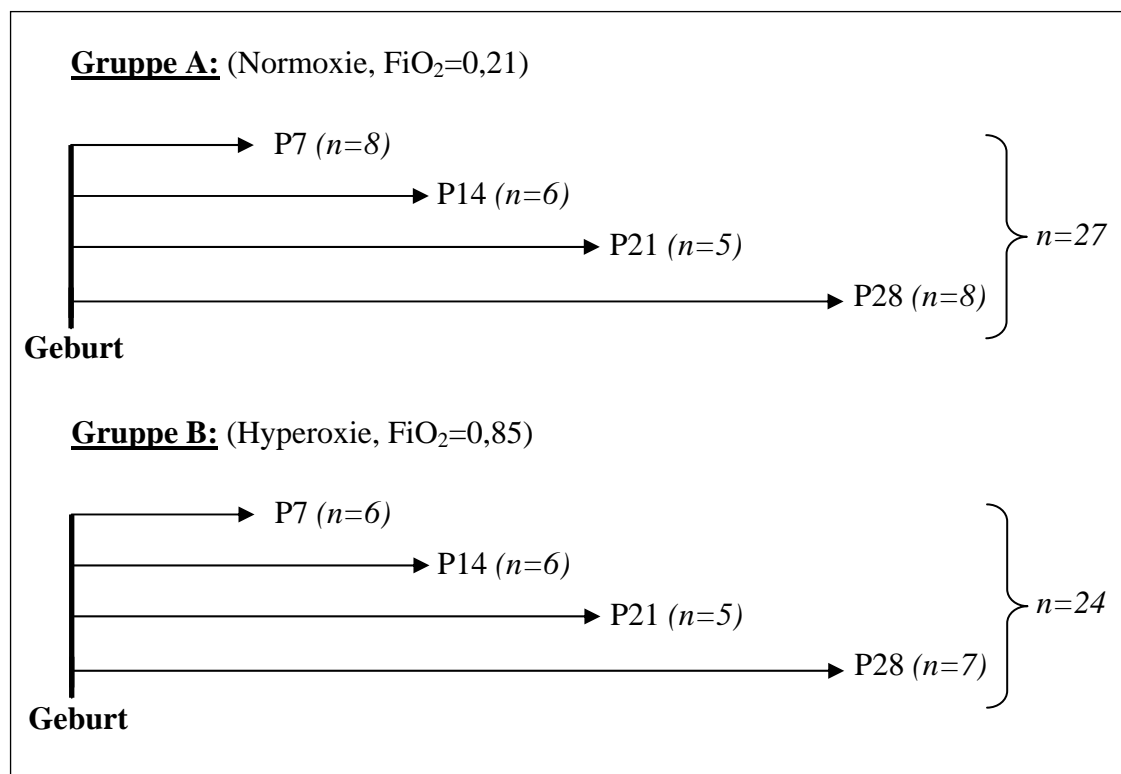 Gruppe A: (Normoxie, FiO₂=0,21)
P7 (n=8)
P14 (n=6)
P21 (n=5)
P28 (n=8)
n=27
Geburt
Gruppe B: (Hyperoxie, FiO₂=0,85)
P7 (n=6)
P14 (n=6)
P21 (n=5)
P28 (n=7)
n=24
Geburt